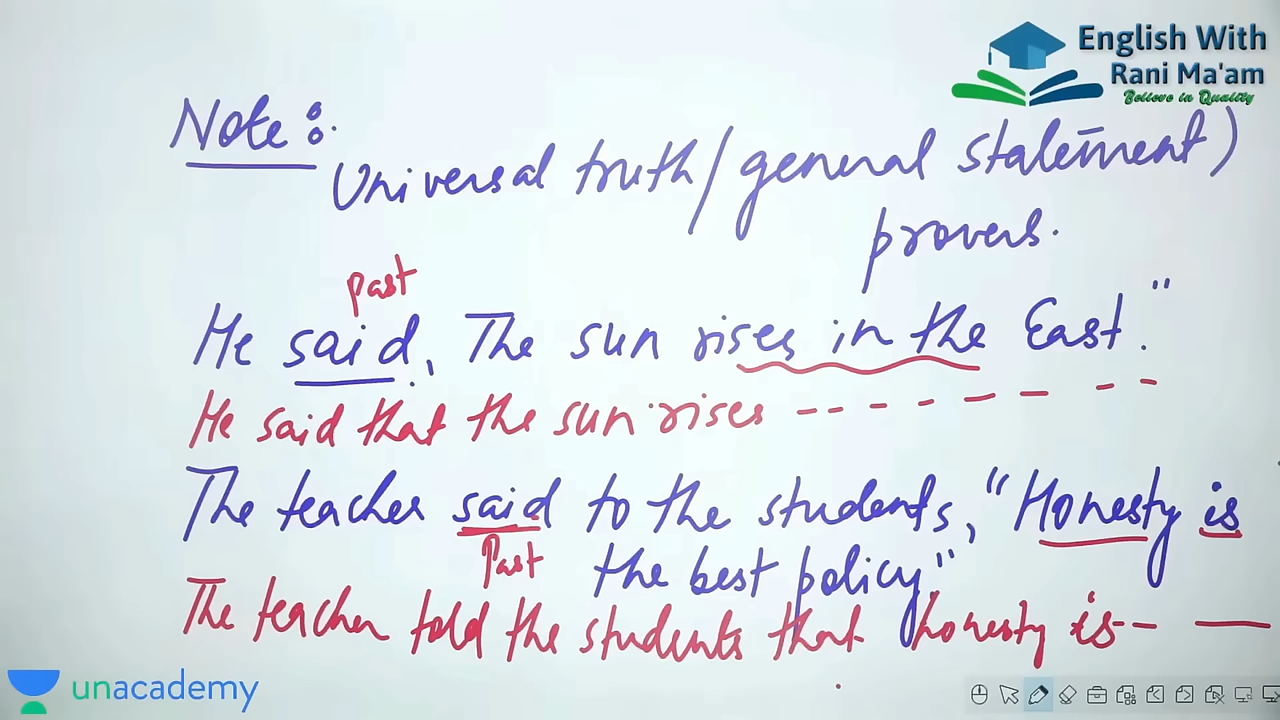 English With
Rani Ma'am
Believe in Quality
Note:
Universal truth/general statement)
provers.
past
He said, The sun rises in the East."
He said that the sun rises -------
The teacher said to the students, "Honesty is
Past
the best policy"
The teacher told the students that honesty is-- —
unacademy